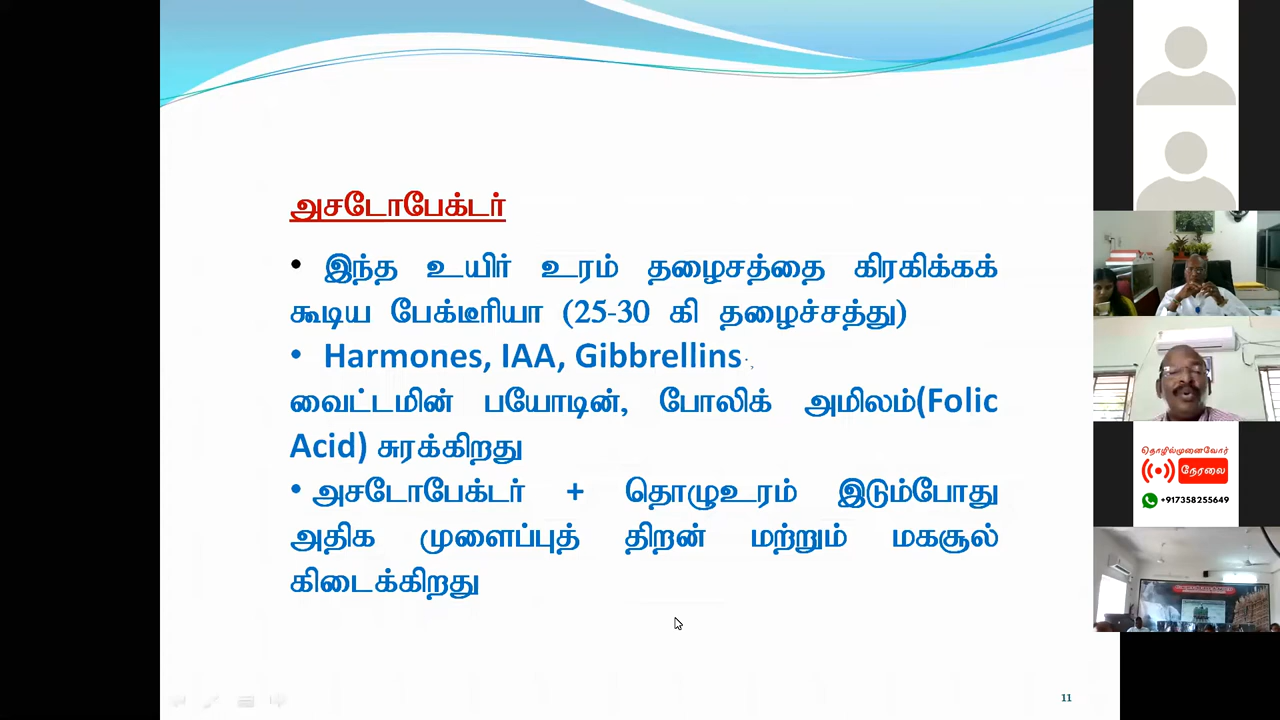 அசடோபேக்டர்
• இந்த உயிர் உரம் தழைசத்தை கிரகிக்கக்
கூடிய பேக்டீரியா (25-30 கி தழைச்சத்து)
• Harmones, IAA, Gibbrellins.,
வைட்டமின் பயோடின், போலிக் அமிலம்(Folic
Acid) சுரக்கிறது
• அசடோபேக்டர் + தொழுஉரம் இடும்போது
அதிக முளைப்புத் திறன் மற்றும் மகசூல்
கிடைக்கிறது
11
தொழில்முனைவோர்
நேரலை
+917358255649